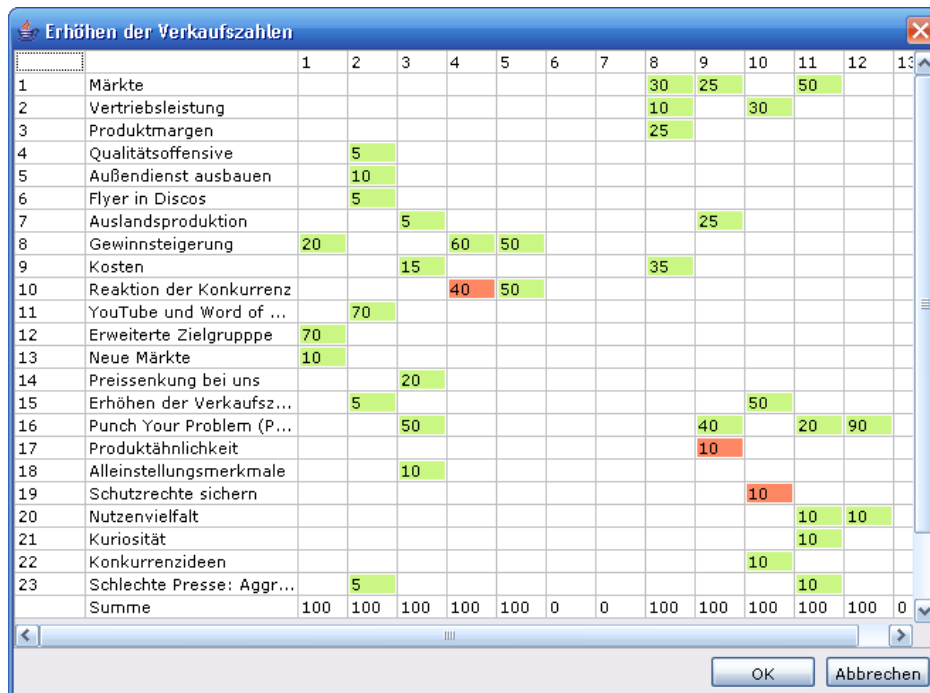 Erhöhen der Verkaufszahlen
1 2 3 4 5 6 7 8 9 10 11 12 13
1 Märkte 30 25 50
2 Vertriebsleistung 10 30
3 Produktmargen 25
4 Qualitätsoffensive 5
5 Außendienst ausbauen 10
6 Flyer in Discos 5
7 Auslandsproduktion 5 25
8 Gewinnsteigerung 20 60 50
9 Kosten 15 35
10 Reaktion der Konkurrenz 40 50
11 YouTube und Word of ... 70
12 Erweiterte Zielgrupppe 70
13 Neue Märkte 10
14 Preissenkung bei uns 20
15 Erhöhen der Verkaufsz... 5 50
16 Punch Your Problem (P... 50 40 20 90
17 Produktähnlichkeit 10
18 Alleinstellungsmerkmale 10
19 Schutzrechte sichern 10
20 Nutzenvielfalt 10 10
21 Kuriosität 10
22 Konkurrenzideen 10
23 Schlechte Presse: Aggr... 5 10
Summe 100 100 100 100 100 0 0 100 100 100 100 100 0
OK Abbrechen